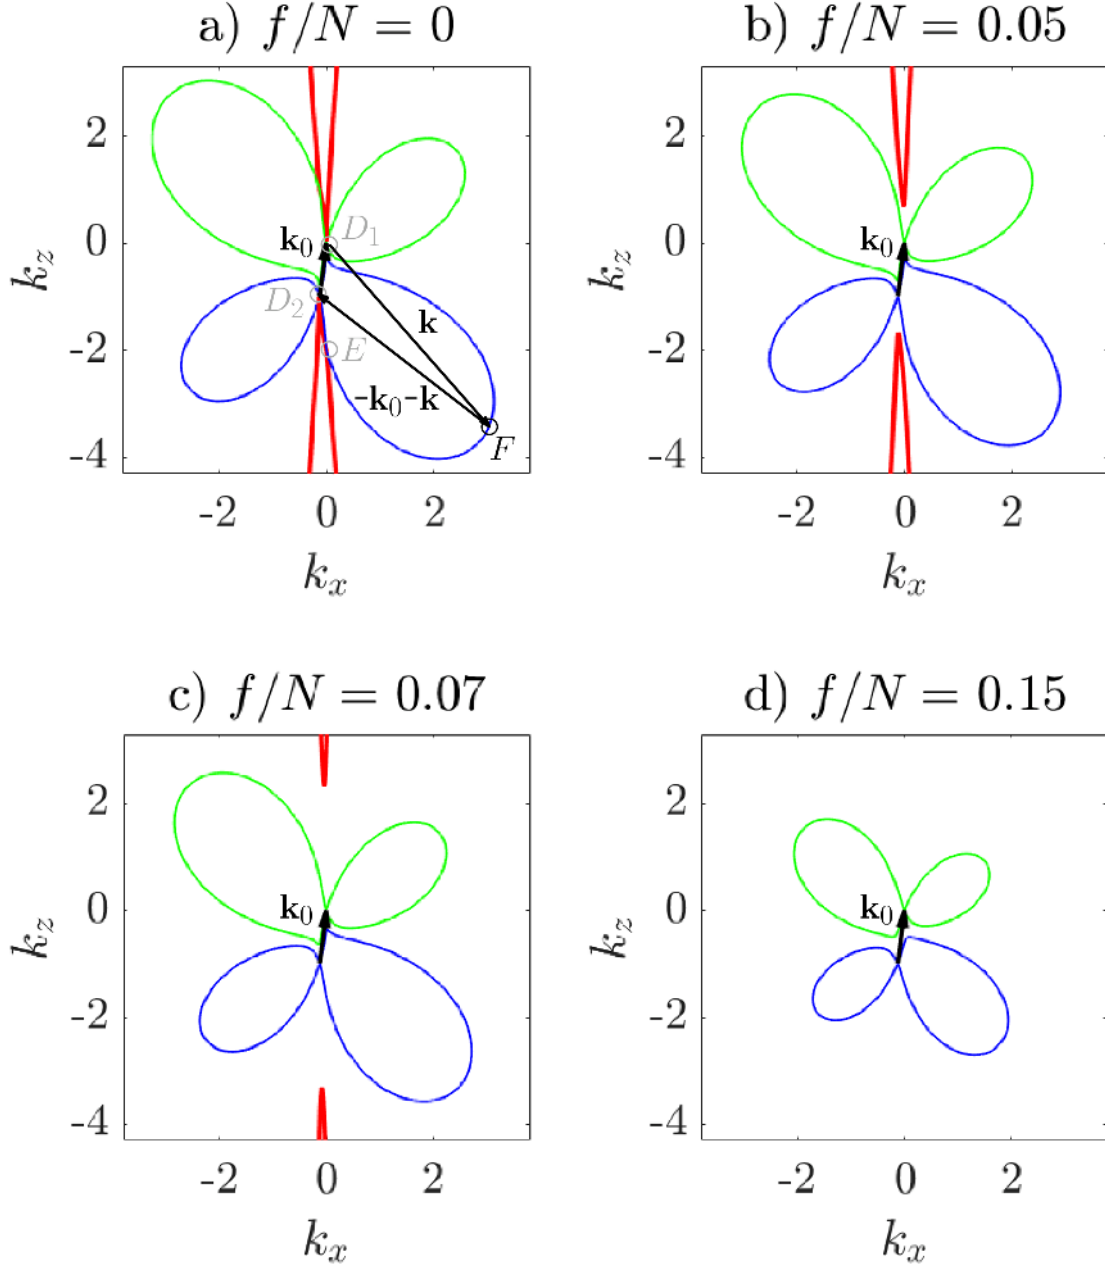 a) f/N = 0
b) f/N = 0.05
2
0
-2
-4
k_z
k_0
D_1
D_2
E
k
-k_0-k
F
-2 0 2
k_x
2
0
-2
-4
k_z
k_0
-2 0 2
k_x
c) f/N = 0.07
d) f/N = 0.15
2
0
-2
-4
k_z
k_0
-2 0 2
k_x
2
0
-2
-4
k_z
k_0
-2 0 2
k_x